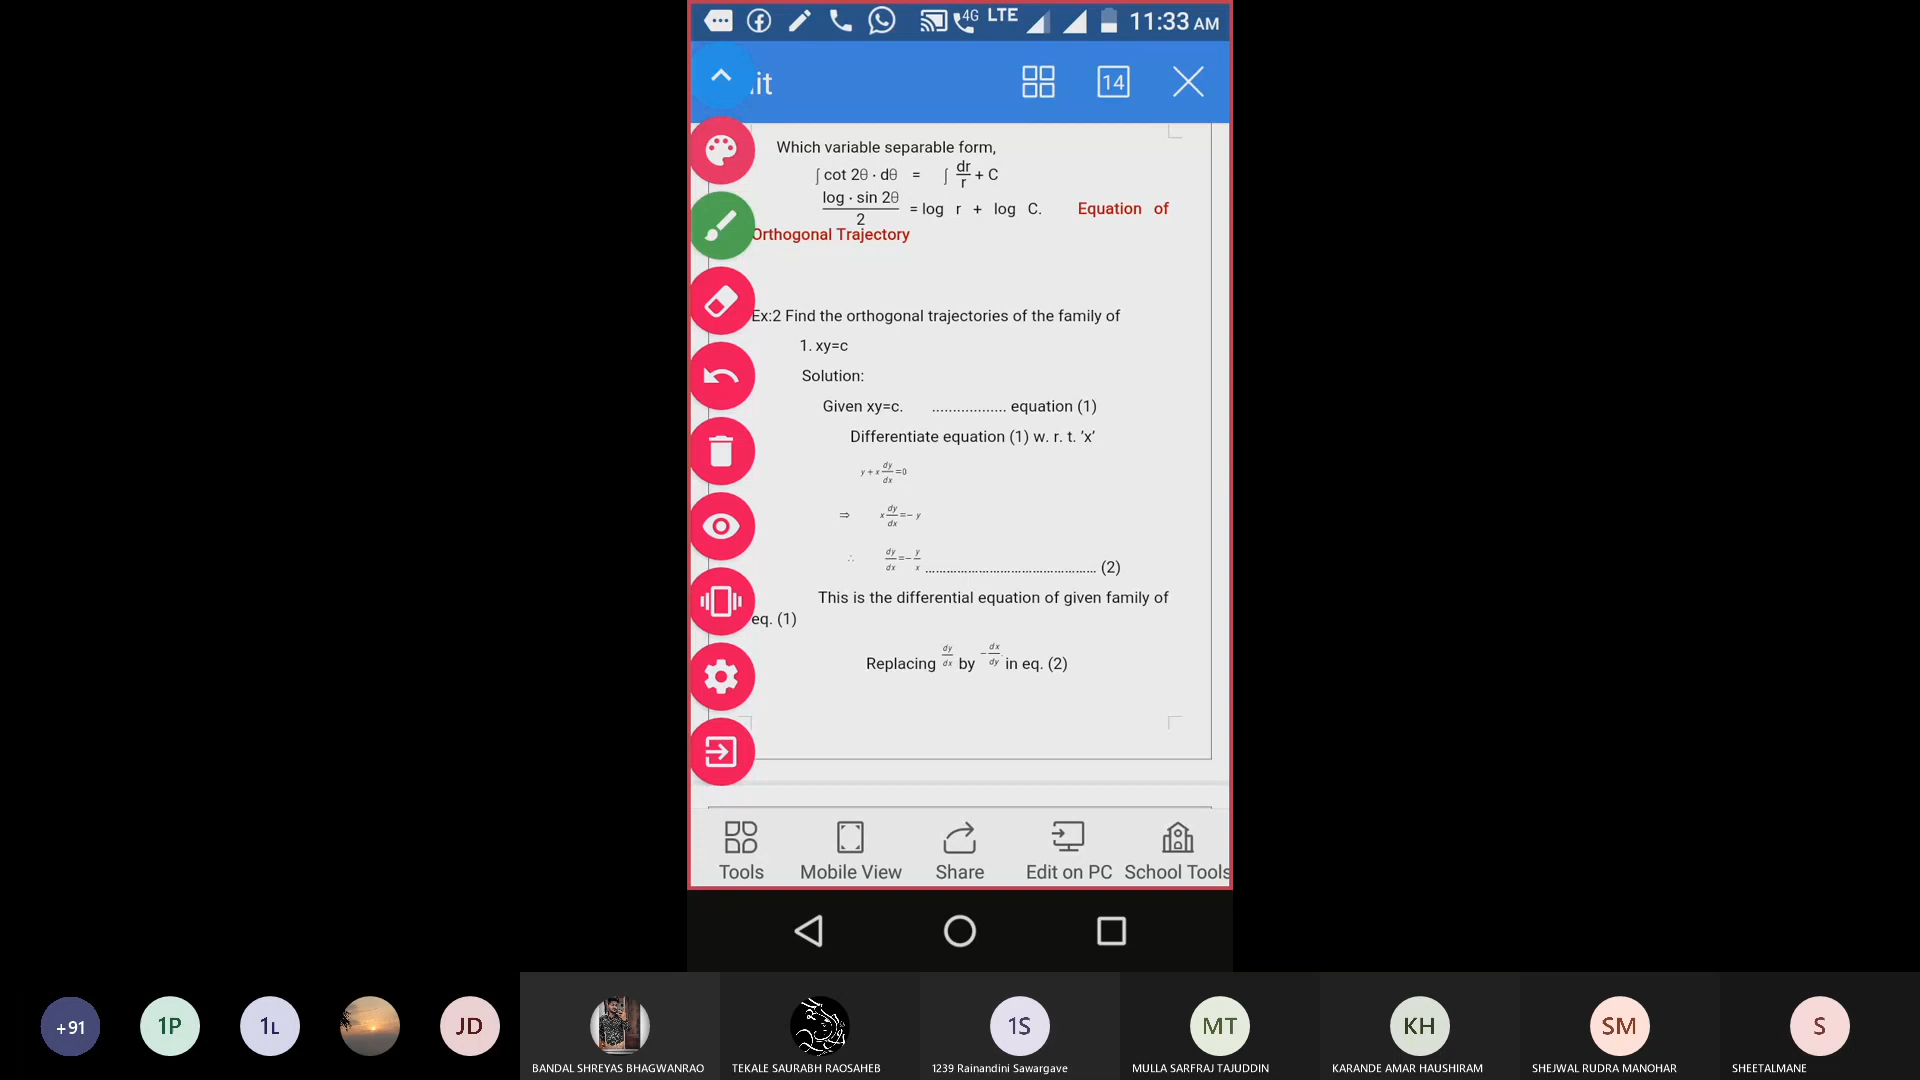 4G LTE 11:33 AM
it 14
Which variable separable form,
∫ cot 2θ · dθ = ∫ dr/r + C
log · sin 2θ/2 = log r + log C. Equation of
Orthogonal Trajectory
Ex:2 Find the orthogonal trajectories of the family of
1. xy=c
Solution:
Given xy=c. .................. equation (1)
Differentiate equation (1) w. r. t. ‘x’
y + x dy/dx = 0
⇒ x dy/dx = − y
∴ dy/dx = − y/x ........................................ (2)
This is the differential equation of given family of
eq. (1)
Replacing dy/dx by − dx/dy in eq. (2)
Tools Mobile View Share Edit on PC School Tools
+91 1P 1L JD 1S MT KH SM S
BANDAL SHREYAS BHAGWANRAO TEKALE SAURABH RAOSAHEB 1239 Rainandini Sawargave MULLA SARFRAJ TAJUDDIN KARANDE AMAR HAUSHIRAM SHEJWAL RUDRA MANOHAR SHEETALMANE